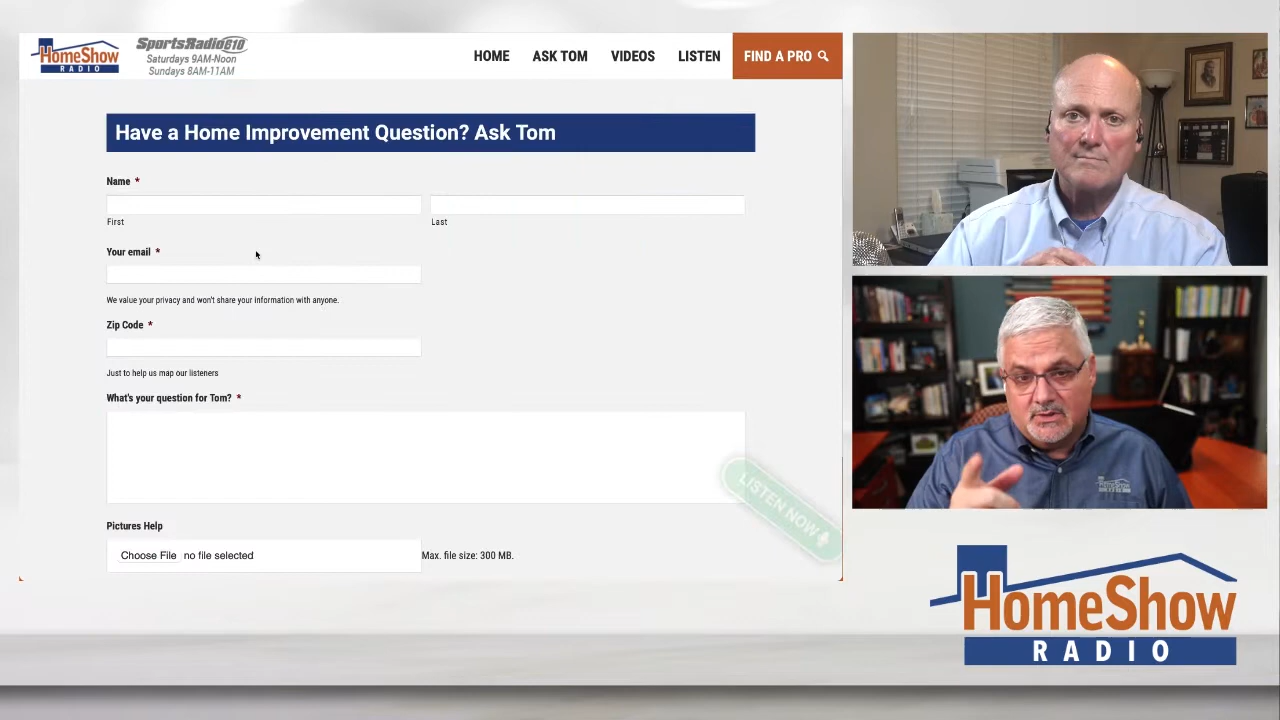 HomeShow
RADIO
SportsRadio610
Saturdays 9AM-Noon
Sundays 8AM-11AM
HOME
ASK TOM
VIDEOS
LISTEN
FIND A PRO
Have a Home Improvement Question? Ask Tom
Name *
First
Last
Your email *
We value your privacy and won't share your information with anyone.
Zip Code *
Just to help us map our listeners
What's your question for Tom? *
LISTEN NOW
Pictures Help
Choose File no file selected
Max. file size: 300 MB.
HomeShow
HomeShow
RADIO